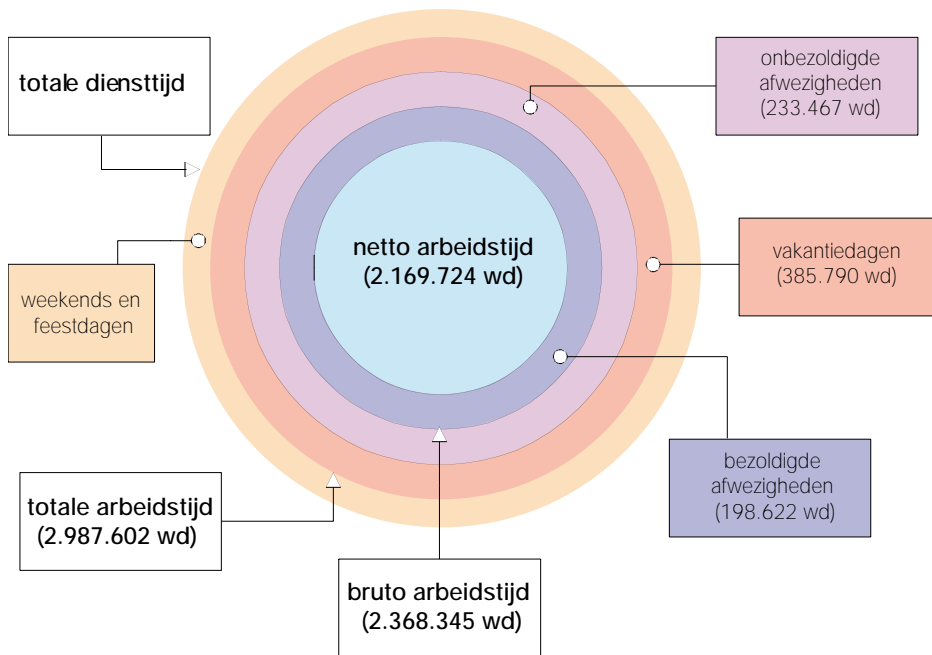 totale diensttijd
onbezoldigde
afwezigheden
(233.467 wd)
netto arbeidstijd
(2.169.724 wd)
vakantiedagen
(385.790 wd)
weekends en
feestdagen
bezoldigde
afwezigheden
(198.622 wd)
totale arbeidstijd
(2.987.602 wd)
bruto arbeidstijd
(2.368.345 wd)